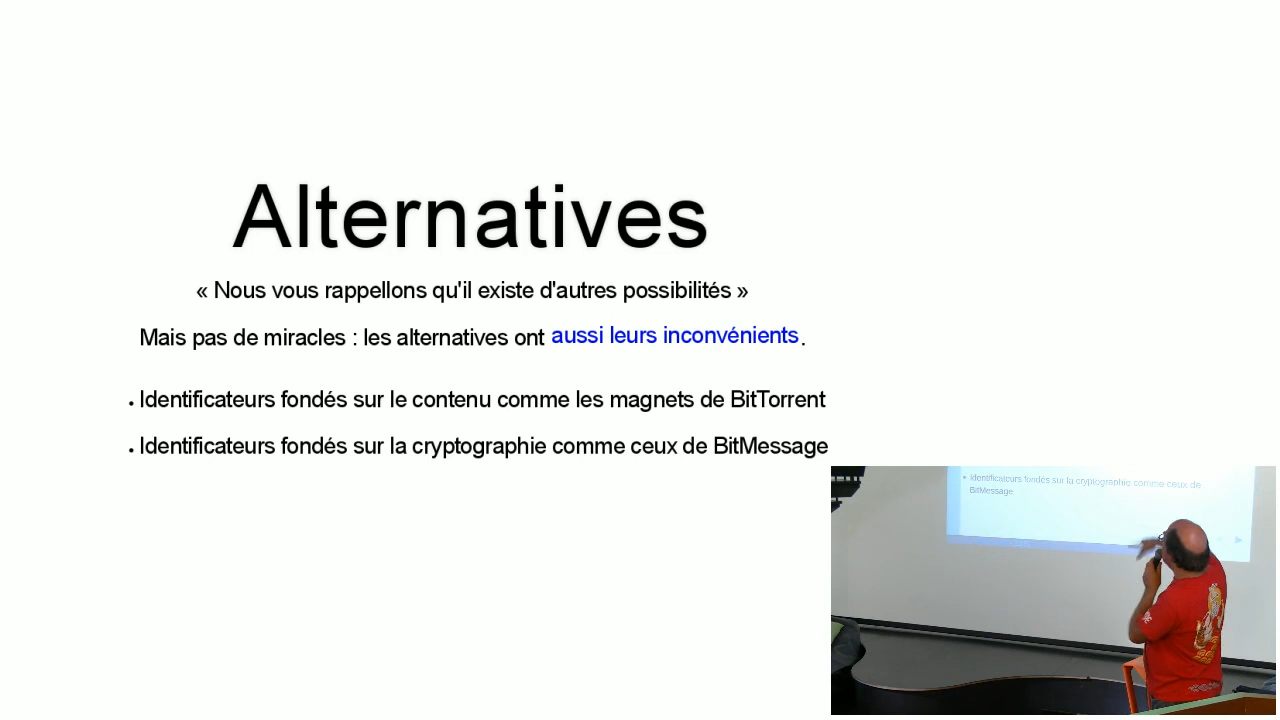 Alternatives
« Nous vous rappellons qu'il existe d'autres possibilités »
Mais pas de miracles : les alternatives ont aussi leurs inconvénients.
• Identificateurs fondés sur le contenu comme les magnets de BitTorrent
• Identificateurs fondés sur la cryptographie comme ceux de BitMessage
• Identificateurs fondés sur la cryptographie comme ceux de
BitMessage